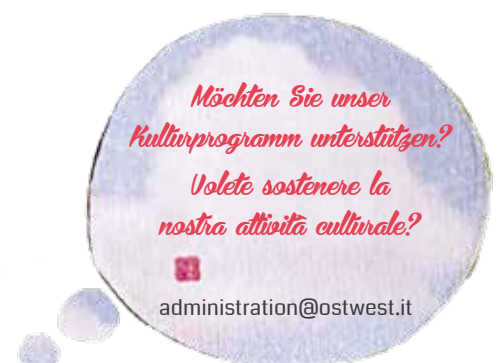 Möchten Sie unser
Kulturprogramm unterstützen?
Volete sostenere la
nostra attività culturale?
administration@ostwest.it